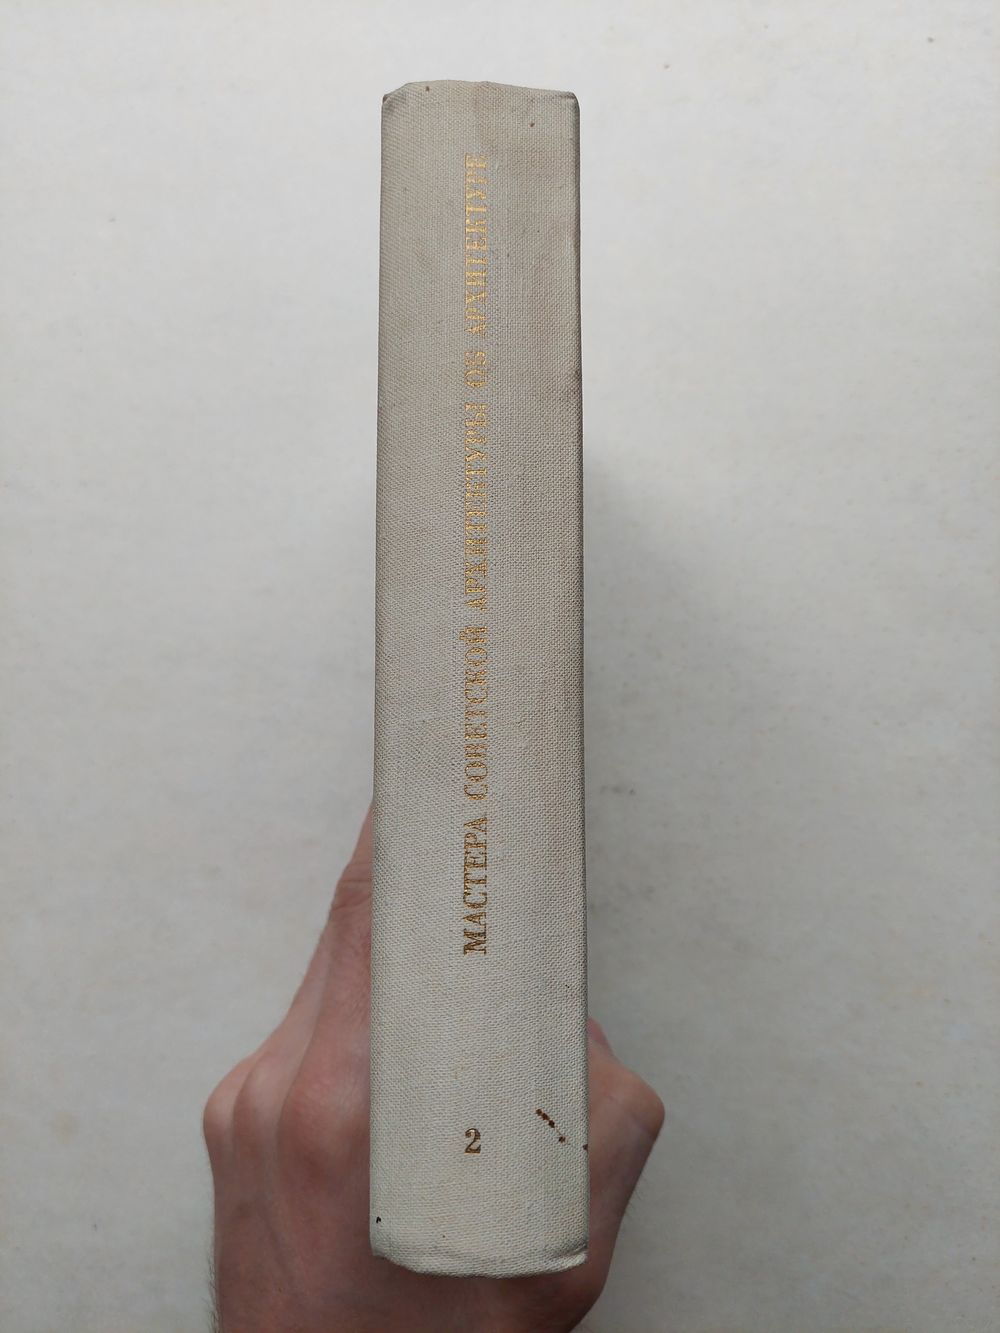 МАСТЕРА СОВЕТСКОЙ АРХИТЕКТУРЫ ОБ АРХИТЕКТУРЕ
2